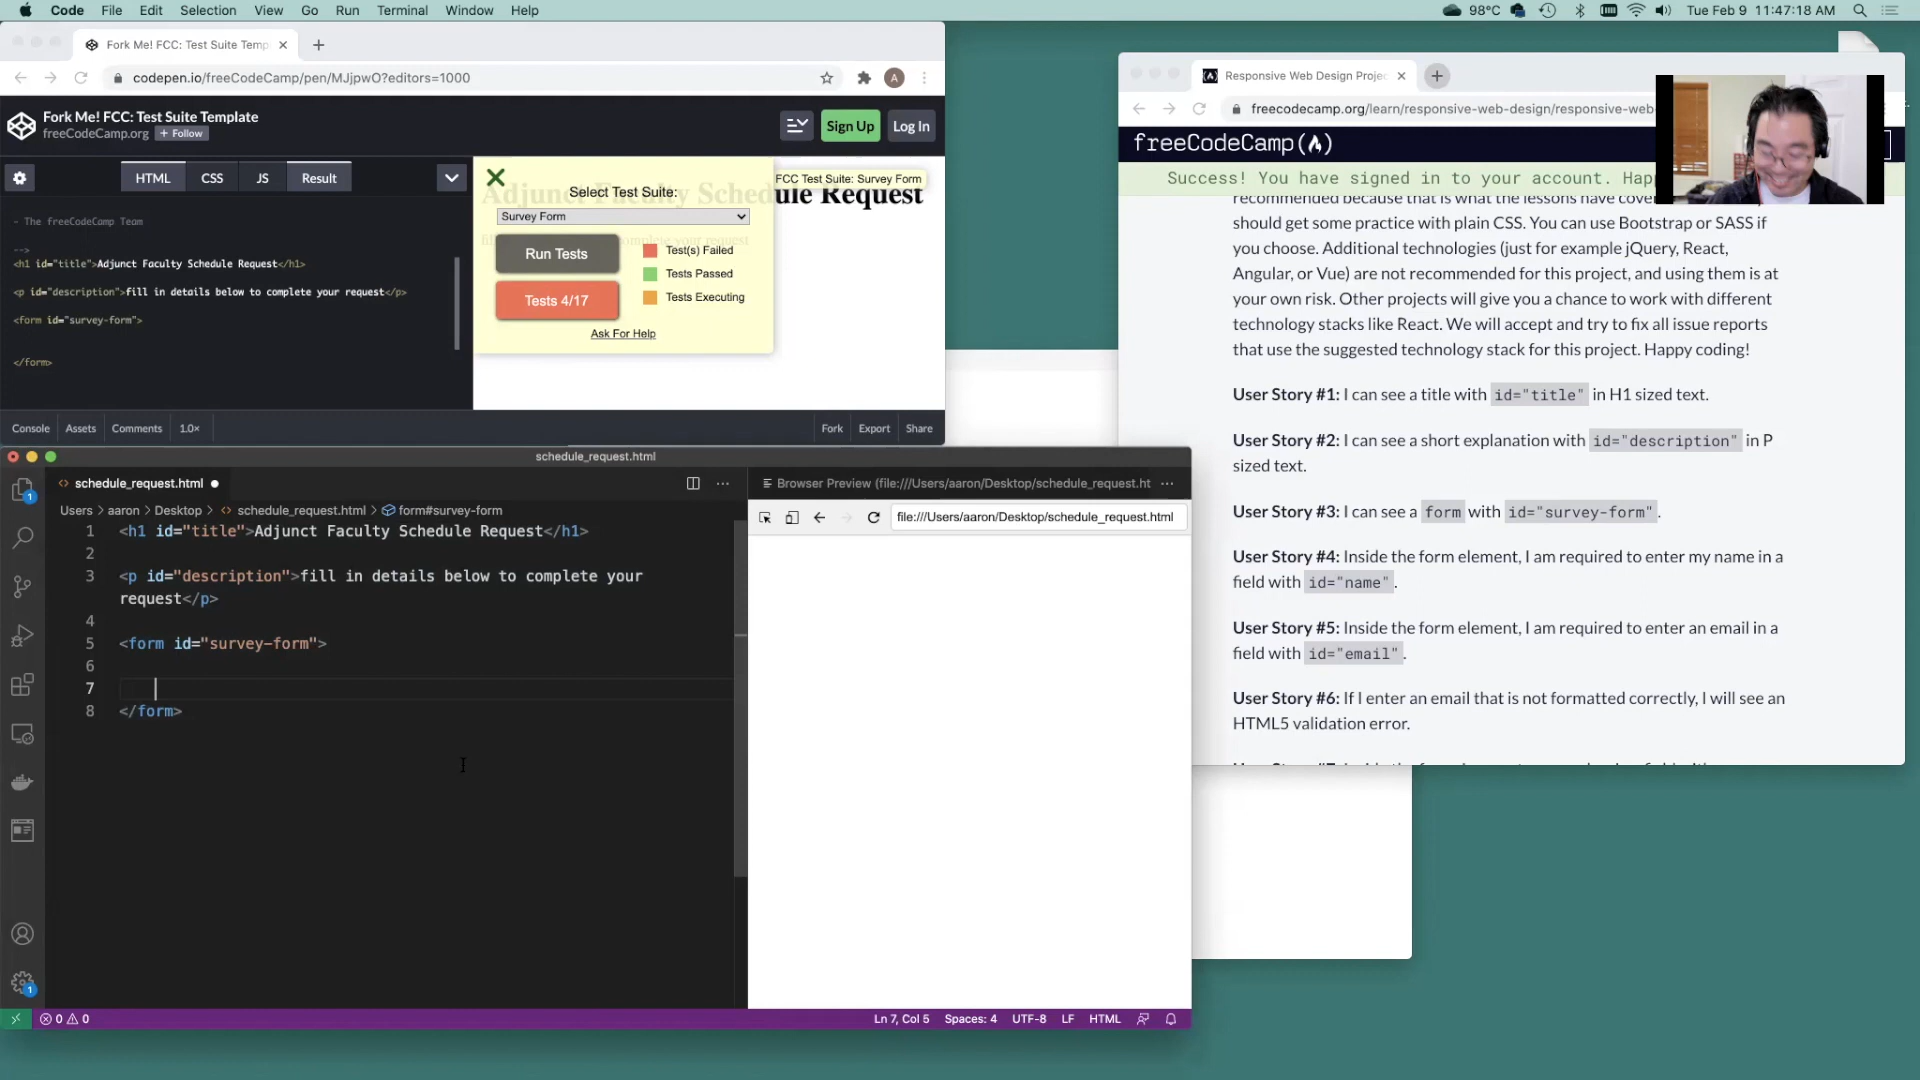 Code File Edit Selection View Go Run Terminal Window Help
98°C Tue Feb 9 11:47:18 AM
Fork Me! FCC: Test Suite Temp
codepen.io/freeCodeCamp/pen/MJjpwO?editors=1000
A
Fork Me! FCC: Test Suite Template
freeCodeCamp.org + Follow
Sign Up Log In
HTML CSS JS Result
- The freeCodeCamp Team
-->
<h1 id="title">Adjunct Faculty Schedule Request</h1>
<p id="description">fill in details below to complete your request</p>
<form id="survey-form">
</form>
FCC Test Suite: Survey Form
Adjunct Faculty Schedule Request
Select Test Suite:
Survey Form
Run Tests
Tests 4/17
Test(s) Failed
Tests Passed
Tests Executing
Ask For Help
Console Assets Comments 1.0× Fork Export Share
schedule_request.html
schedule_request.html
Users > aaron > Desktop > schedule_request.html > form#survey-form
1 <h1 id="title">Adjunct Faculty Schedule Request</h1>
2
3 <p id="description">fill in details below to complete your
request</p>
4
5 <form id="survey-form">
6
7
8 </form>
Browser Preview (file:///Users/aaron/Desktop/schedule_request.ht
file:///Users/aaron/Desktop/schedule_request.html
1
1
0 0 Ln 7, Col 5 Spaces: 4 UTF-8 LF HTML
Responsive Web Design Proje
freecodecamp.org/learn/responsive-web-design/responsive-web-
freeCodeCamp
Success! You have signed in to your account. Hap
recommended because that is what the lessons have cover
should get some practice with plain CSS. You can use Bootstrap or SASS if
you choose. Additional technologies (just for example jQuery, React,
Angular, or Vue) are not recommended for this project, and using them is at
your own risk. Other projects will give you a chance to work with different
technology stacks like React. We will accept and try to fix all issue reports
that use the suggested technology stack for this project. Happy coding!
User Story #1: I can see a title with id="title" in H1 sized text.
User Story #2: I can see a short explanation with id="description" in P
sized text.
User Story #3: I can see a form with id="survey-form".
User Story #4: Inside the form element, I am required to enter my name in a
field with id="name".
User Story #5: Inside the form element, I am required to enter an email in a
field with id="email".
User Story #6: If I enter an email that is not formatted correctly, I will see an
HTML5 validation error.